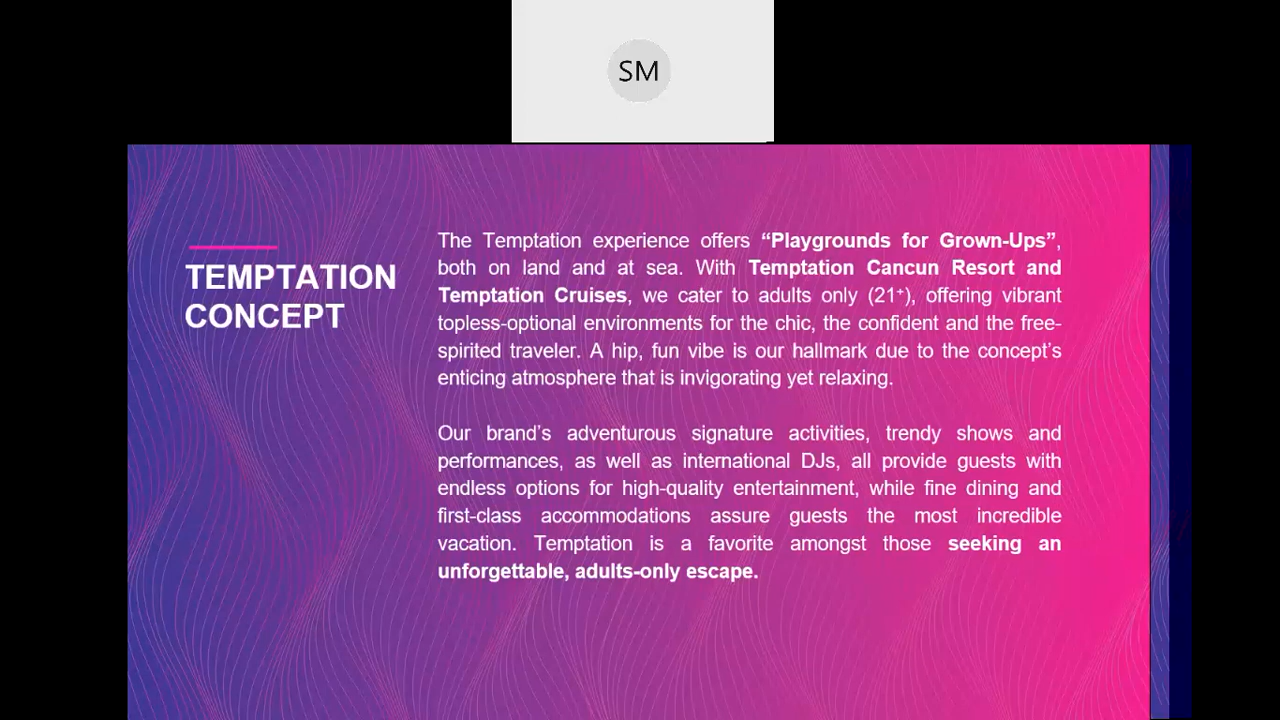 SM
TEMPTATION
CONCEPT
The Temptation experience offers “Playgrounds for Grown-Ups”,
both on land and at sea. With Temptation Cancun Resort and
Temptation Cruises, we cater to adults only (21⁺), offering vibrant
topless-optional environments for the chic, the confident and the free-
spirited traveler. A hip, fun vibe is our hallmark due to the concept’s
enticing atmosphere that is invigorating yet relaxing.
Our brand’s adventurous signature activities, trendy shows and
performances, as well as international DJs, all provide guests with
endless options for high-quality entertainment, while fine dining and
first-class accommodations assure guests the most incredible
vacation. Temptation is a favorite amongst those seeking an
unforgettable, adults-only escape.